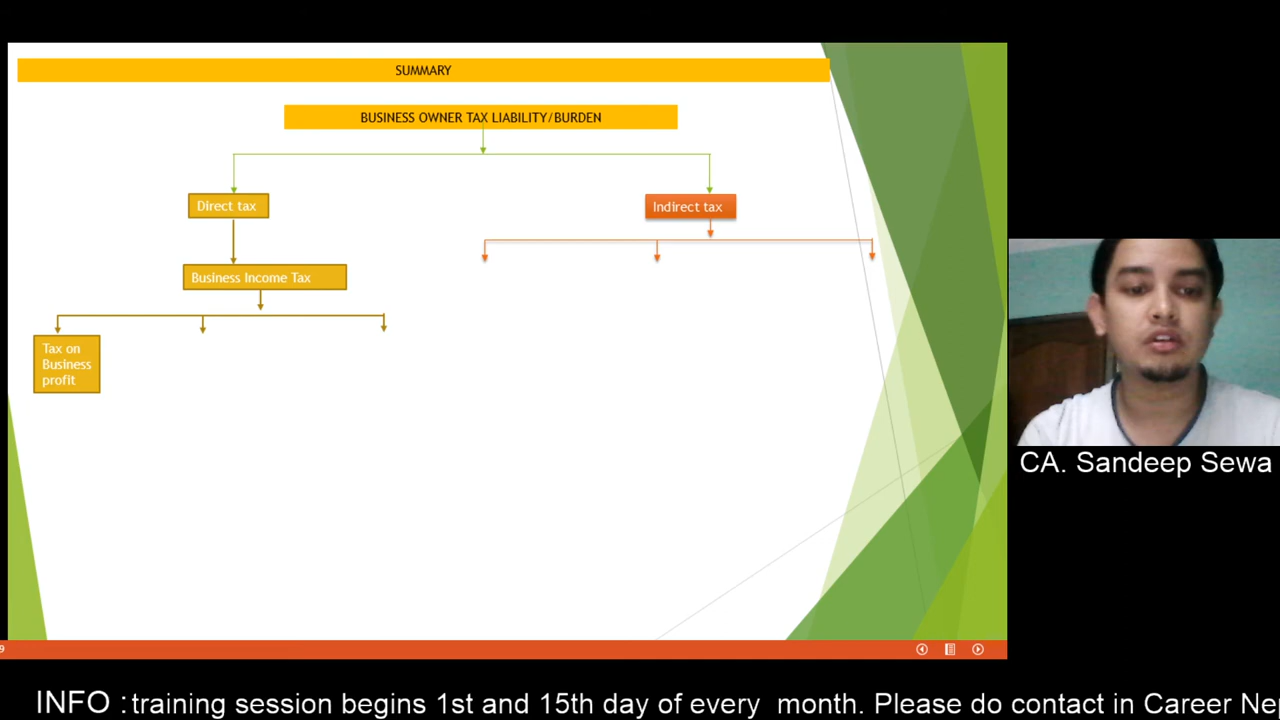 SUMMARY
BUSINESS OWNER TAX LIABILITY/BURDEN
Direct tax
Indirect tax
Business Income Tax
Tax on
Business
profit
CA. Sandeep Sewa
9
INFO : training session begins 1st and 15th day of every month. Please do contact in Career Ne